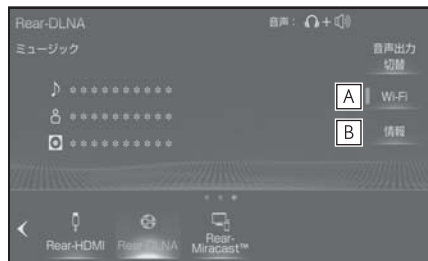 Rear-DLNA
音声：
+
ミュージック
音声出力
切替
**********
A
Wi-Fi
**********
B
情報
**********
Rear-HDMI
Rear-DLNA
Rear-
Miracast™